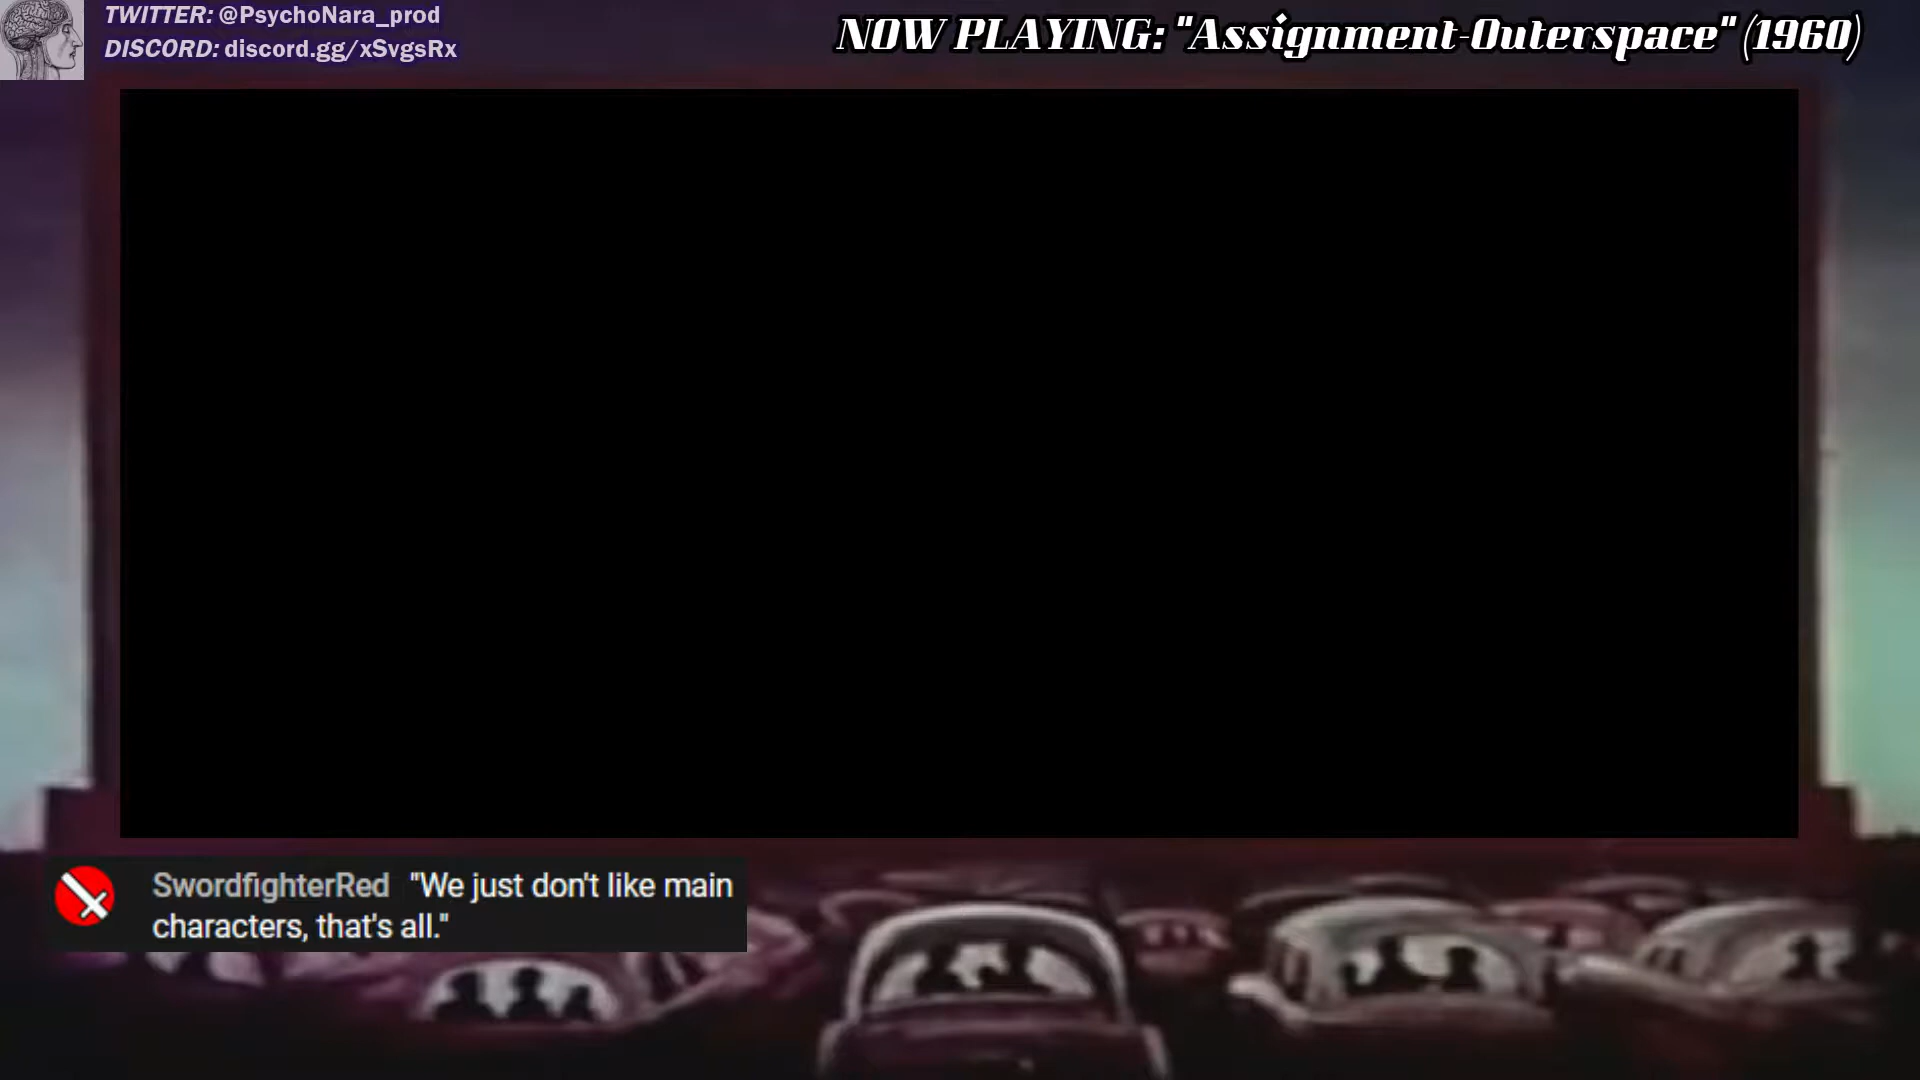 TWITTER: @PsychoNara_prod
DISCORD: discord.gg/xSvgsRx
NOW PLAYING: "Assignment-Outerspace" (1960)
SwordfighterRed "We just don't like main
characters, that's all."